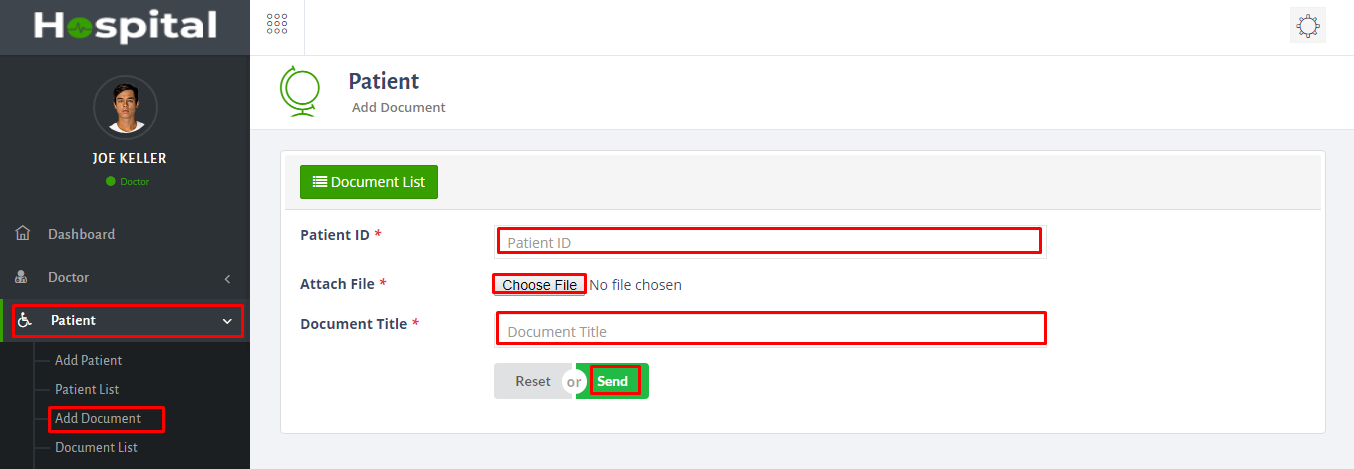 Hospital
JOE KELLER
Doctor
Dashboard
Doctor
Patient
Add Patient
Patient List
Add Document
Document List
Patient
Add Document
Document List
Patient ID *
Patient ID
Attach File *
Choose File No file chosen
Document Title *
Document Title
Reset or Send